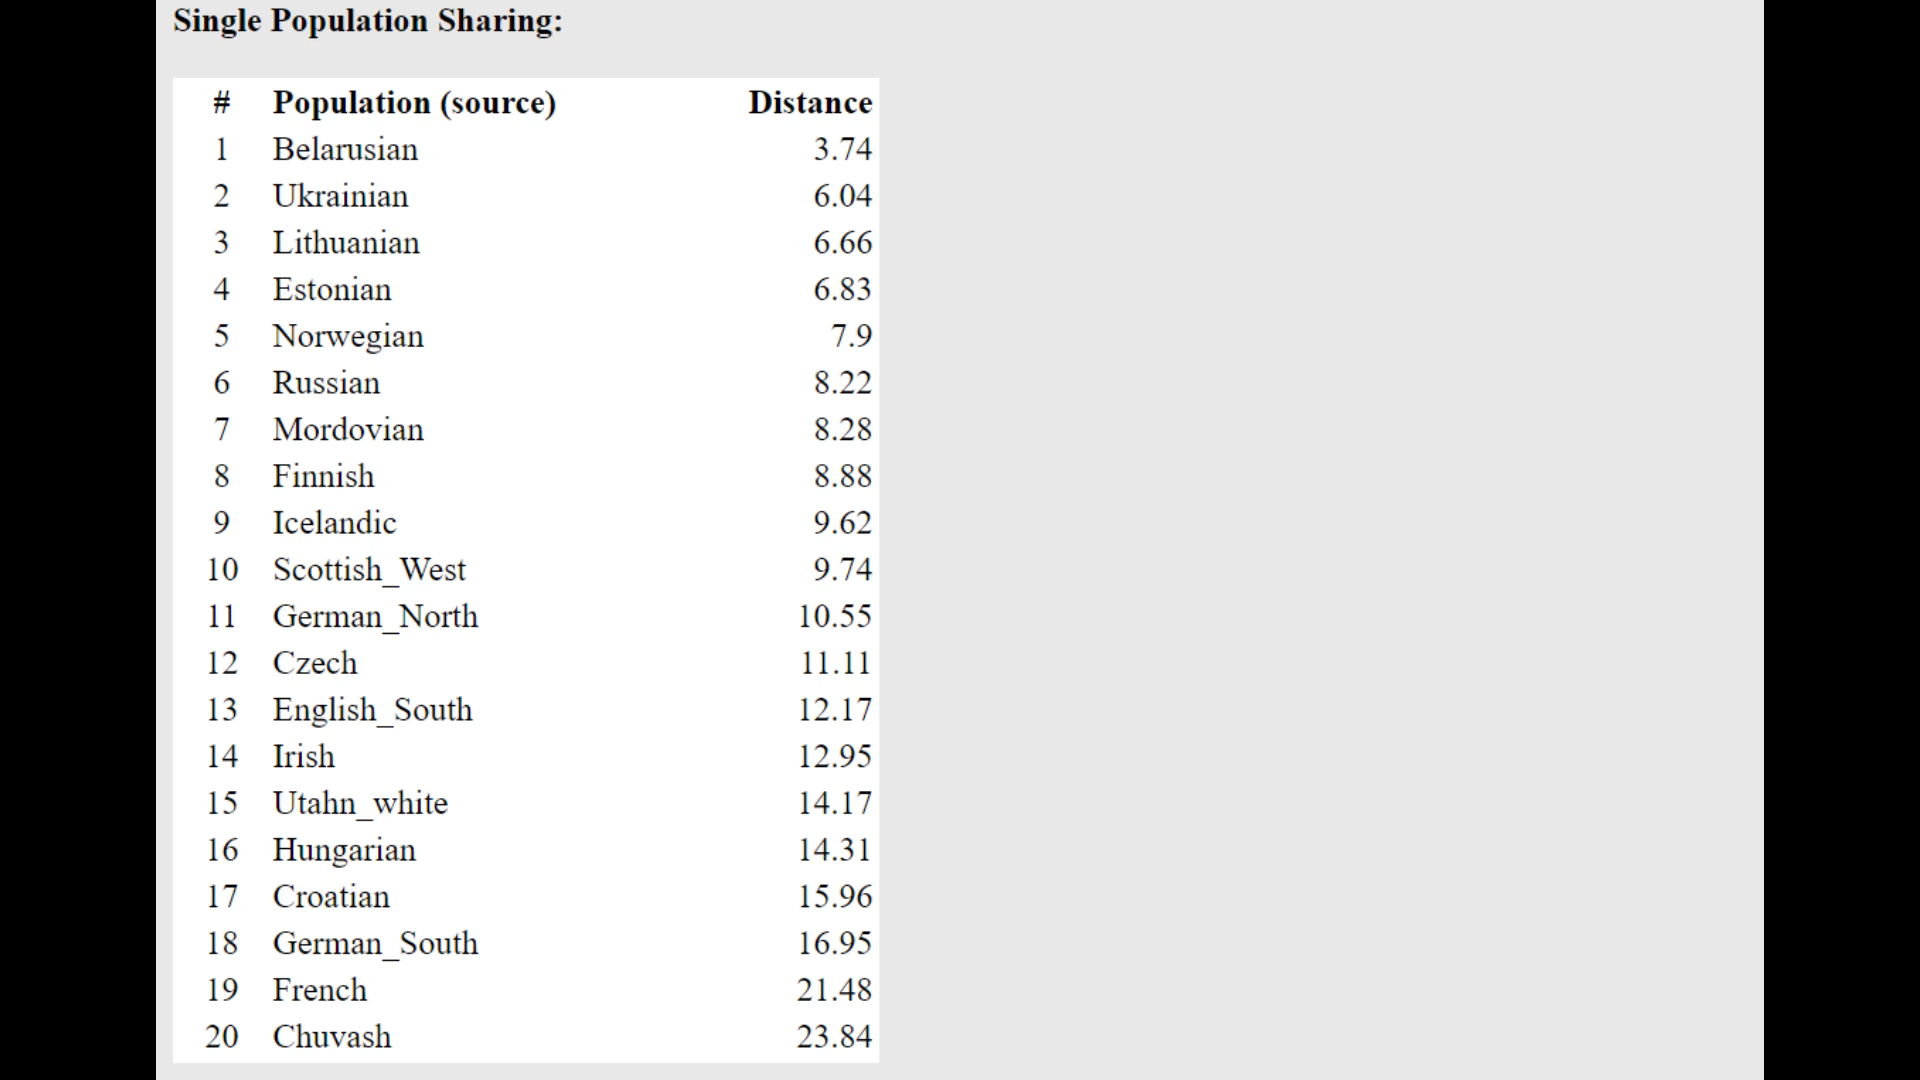 Single Population Sharing:
# Population (source) Distance
1 Belarusian 3.74
2 Ukrainian 6.04
3 Lithuanian 6.66
4 Estonian 6.83
5 Norwegian 7.9
6 Russian 8.22
7 Mordovian 8.28
8 Finnish 8.88
9 Icelandic 9.62
10 Scottish_West 9.74
11 German_North 10.55
12 Czech 11.11
13 English_South 12.17
14 Irish 12.95
15 Utahn_white 14.17
16 Hungarian 14.31
17 Croatian 15.96
18 German_South 16.95
19 French 21.48
20 Chuvash 23.84